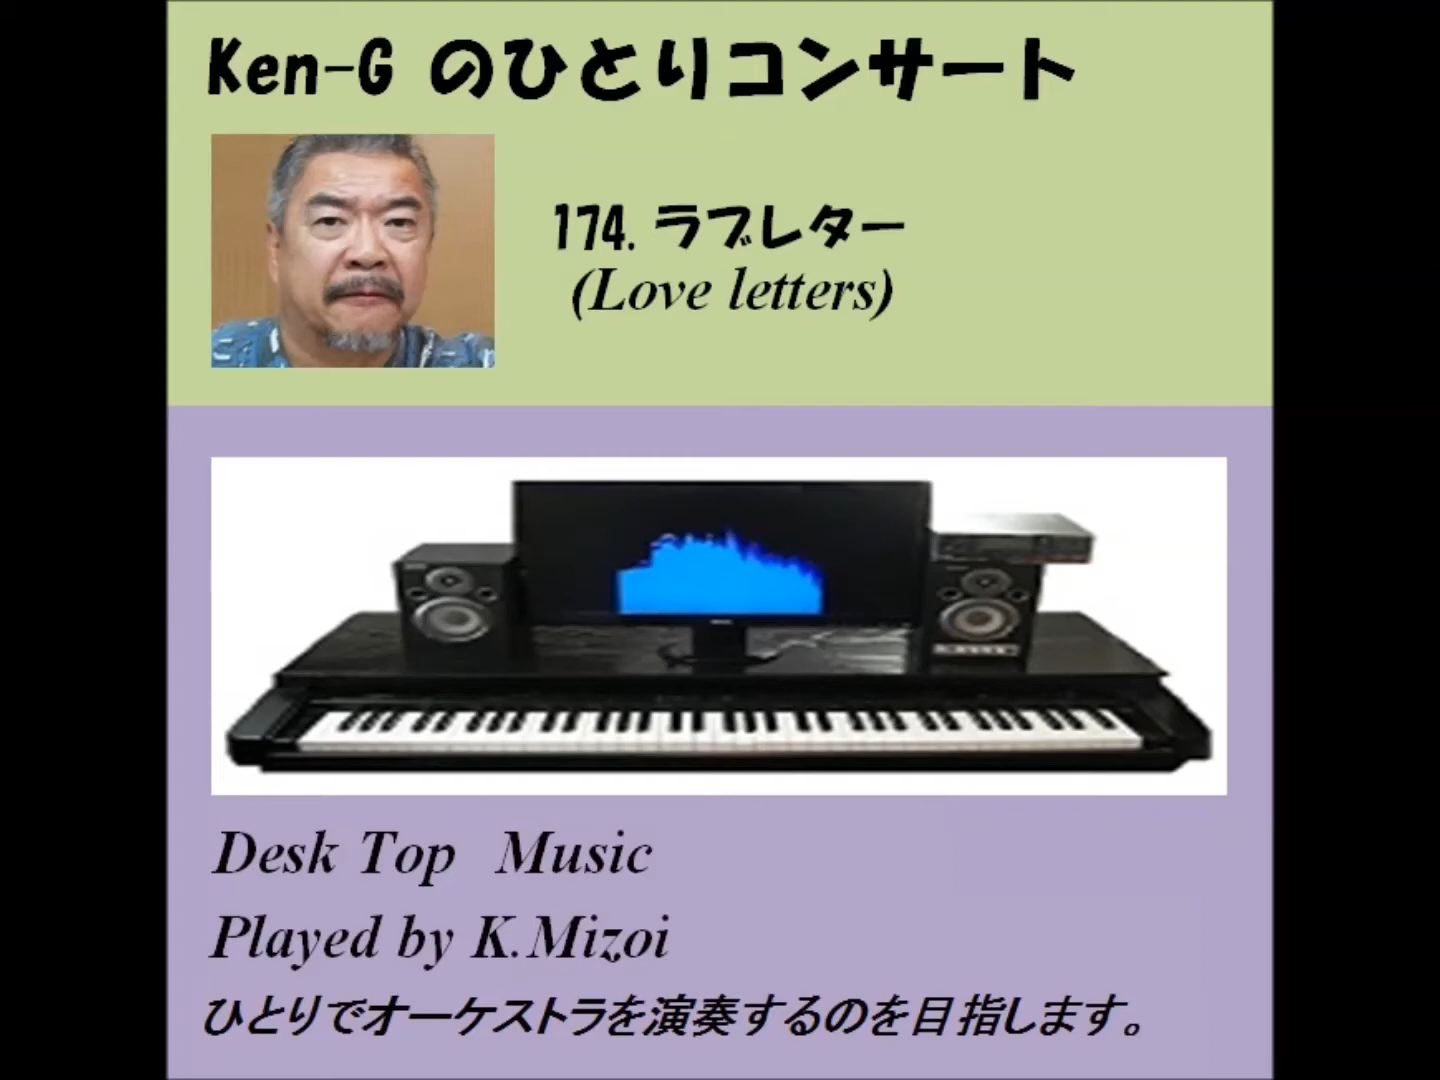 Ken-G のひとりコンサート
174. ラブレター
(Love letters)
Desk Top Music
Played by K.Mizoi
ひとりでオーケストラを演奏するのを目指します。